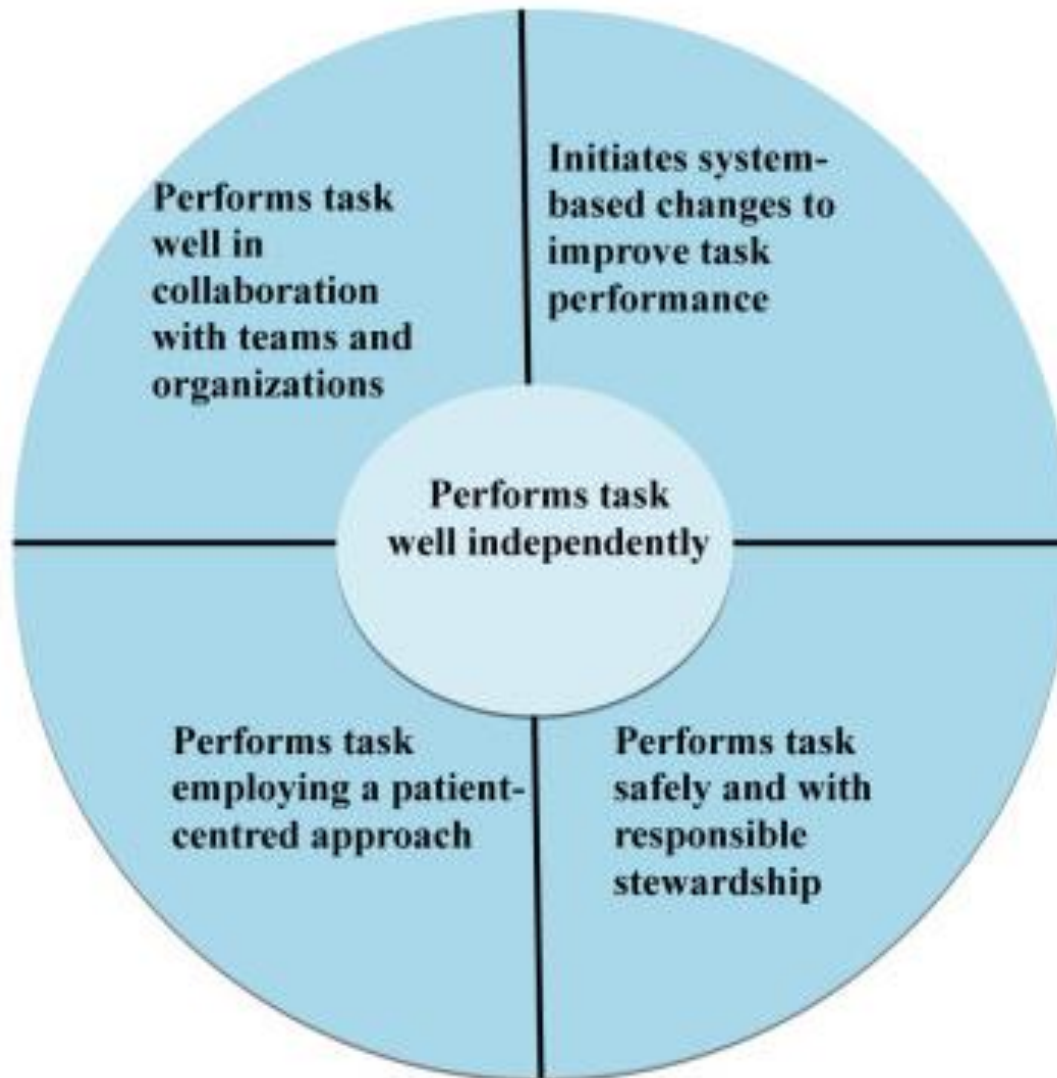 Performs task
well in
collaboration
with teams and
organizations
Initiates system-
based changes to
improve task
performance
Performs task
well independently
Performs task
employing a patient-
centred approach
Performs task
safely and with
responsible
stewardship